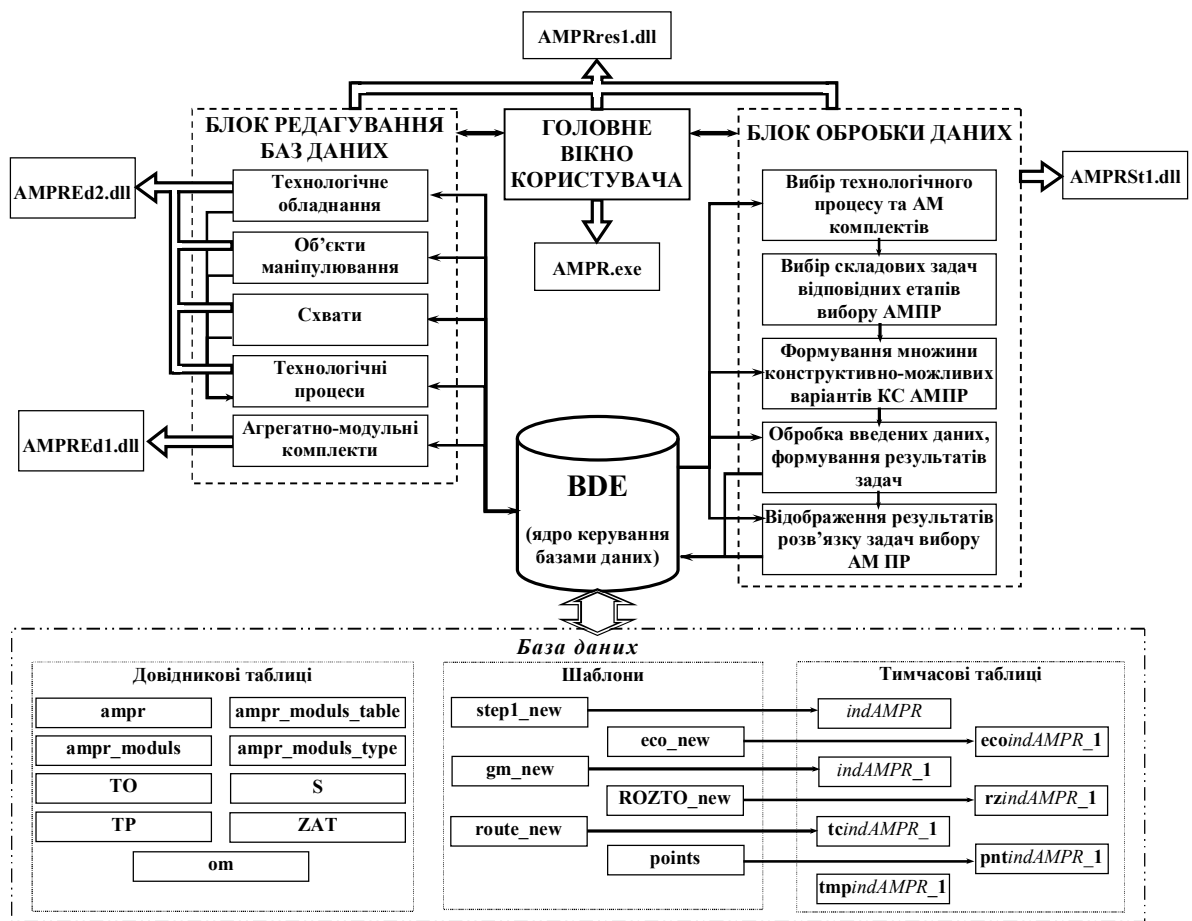 AMPRres1.dll
БЛОК РЕДАГУВАННЯ
БАЗ ДАНИХ
ГОЛОВНЕ
ВІКНО
КОРИСТУВАЧА
БЛОК ОБРОБКИ ДАНИХ
AMPREd2.dll
AMPRSt1.dll
AMPR.exe
AMPREd1.dll
Технологічне
обладнання
Об’єкти
маніпулювання
Схвати
Технологічні
процеси
Агрегатно-модульні
комплекти
Вибір технологічного
процесу та АМ
комплектів
Вибір складових задач
відповідних етапів
вибору АМПР
Формування множини
конструктивно-можливих
варіантів КС АМПР
Обробка введених даних,
формування результатів
задач
Відображення результатів
розв’язку задач вибору
АМ ПР
BDE
(ядро керування
базами даних)
База даних
Довідникові таблиці
ampr
ampr_moduls_table
ampr_moduls
ampr_moduls_type
TO
S
TP
ZAT
om
Шаблони
step1_new
eco_new
gm_new
ROZTO_new
route_new
points
Тимчасові таблиці
indAMPR
ecoindAMPR_1
indAMPR_1
rzindAMPR_1
tcindAMPR_1
pntindAMPR_1
tmpindAMPR_1